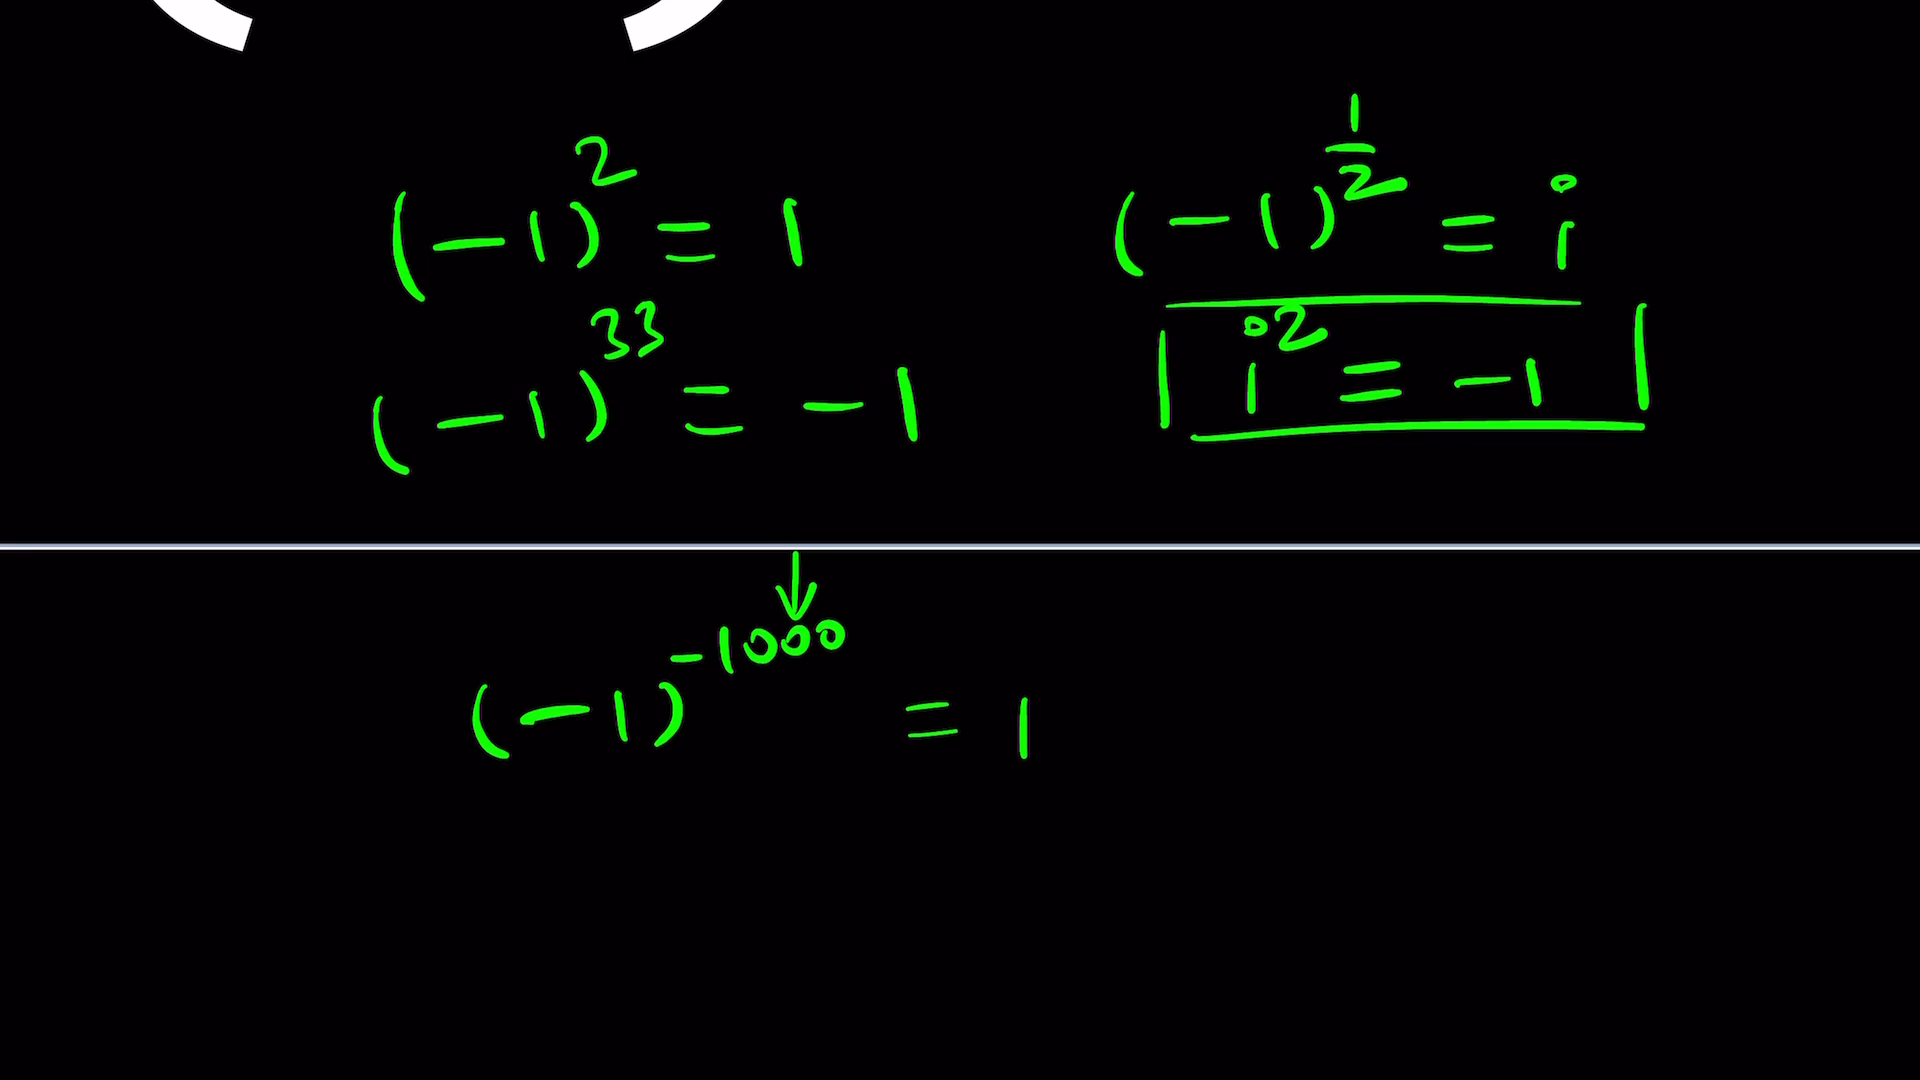 (-1)^2 = 1
(-1)^33 = -1
(-1)^1/2 = i
i^2 = -1
(-1)^-1000 = 1